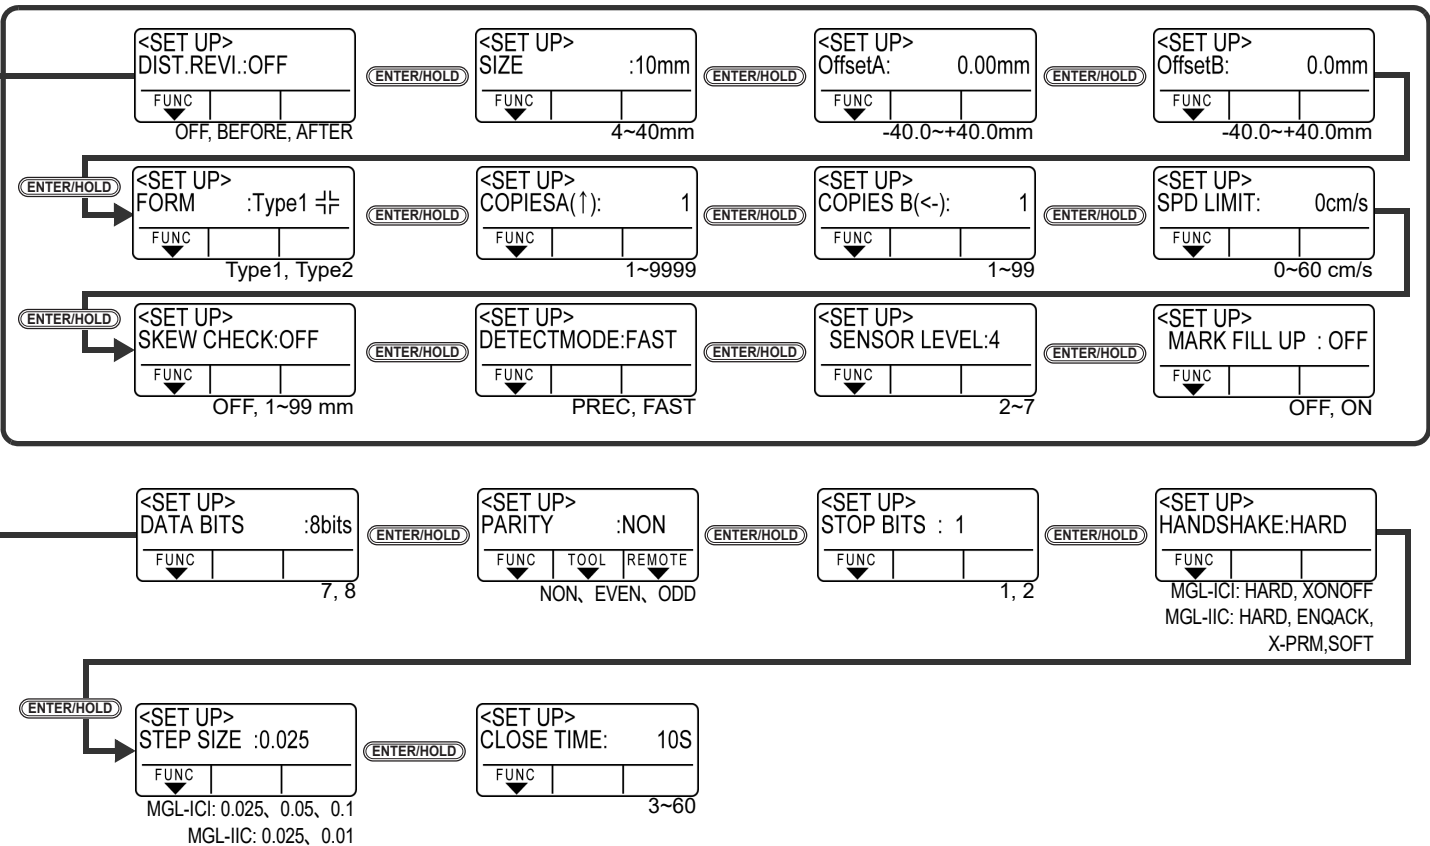 <SET UP>
DIST.REVI.:OFF
FUNC
OFF, BEFORE, AFTER
ENTER/HOLD
<SET UP>
SIZE :10mm
FUNC
4~40mm
ENTER/HOLD
<SET UP>
OffsetA: 0.00mm
FUNC
-40.0~+40.0mm
ENTER/HOLD
<SET UP>
OffsetB: 0.0mm
FUNC
-40.0~+40.0mm
ENTER/HOLD
<SET UP>
FORM :Type1
FUNC
Type1, Type2
ENTER/HOLD
<SET UP>
COPIESA(↑): 1
FUNC
1~9999
ENTER/HOLD
<SET UP>
COPIES B(<-): 1
FUNC
1~99
ENTER/HOLD
<SET UP>
SPD LIMIT: 0cm/s
FUNC
0~60 cm/s
ENTER/HOLD
<SET UP>
SKEW CHECK:OFF
FUNC
OFF, 1~99 mm
ENTER/HOLD
<SET UP>
DETECTMODE:FAST
FUNC
PREC, FAST
ENTER/HOLD
<SET UP>
SENSOR LEVEL:4
FUNC
2~7
ENTER/HOLD
<SET UP>
MARK FILL UP : OFF
FUNC
OFF, ON
<SET UP>
DATA BITS :8bits
FUNC
7, 8
ENTER/HOLD
<SET UP>
PARITY :NON
FUNC TOOL REMOTE
NON、EVEN、ODD
ENTER/HOLD
<SET UP>
STOP BITS : 1
FUNC
1, 2
ENTER/HOLD
<SET UP>
HANDSHAKE:HARD
FUNC
MGL-ICI: HARD, XONOFF
MGL-IIC: HARD, ENQACK,
X-PRM,SOFT
ENTER/HOLD
<SET UP>
STEP SIZE :0.025
FUNC
MGL-ICI: 0.025、0.05、0.1
MGL-IIC: 0.025、0.01
ENTER/HOLD
<SET UP>
CLOSE TIME: 10S
FUNC
3~60